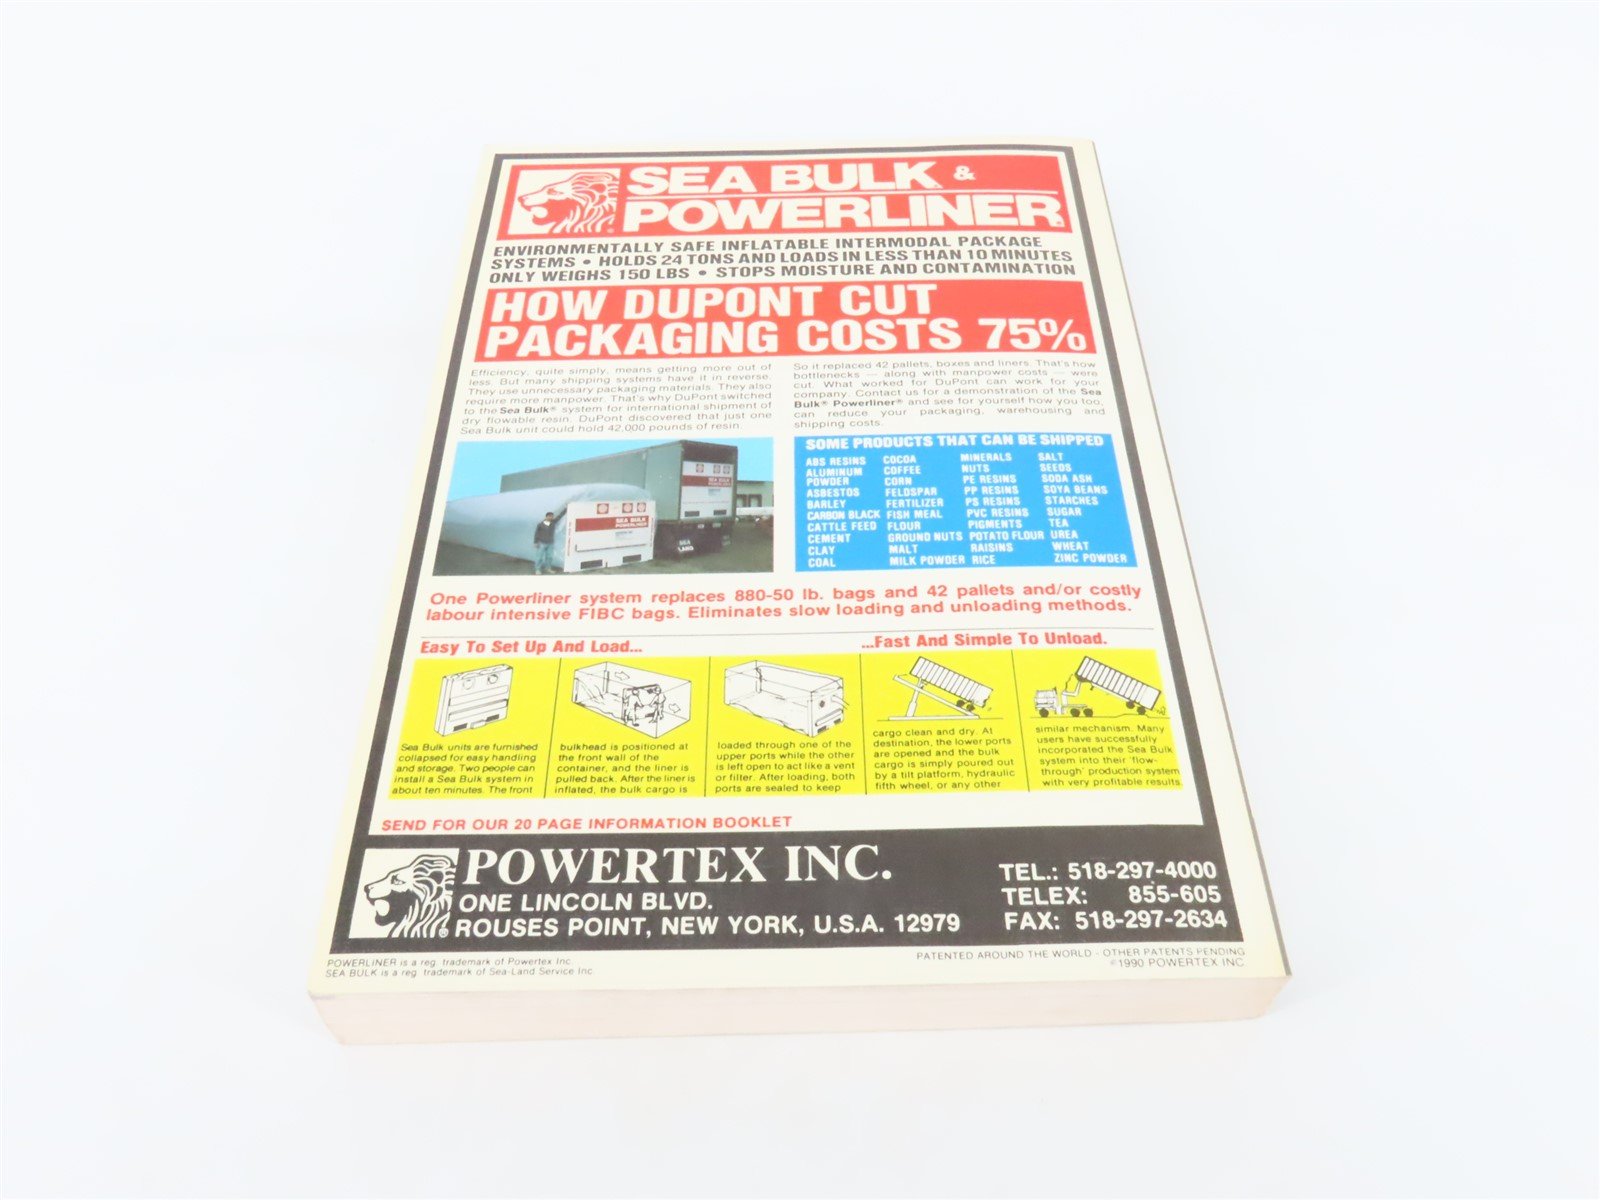 SEA BULK &
POWERLINER®
ENVIRONMENTALLY SAFE INFLATABLE INTERMODAL PACKAGE
SYSTEMS • HOLDS 24 TONS AND LOADS IN LESS THAN 10 MINUTES
ONLY WEIGHS 150 LBS • STOPS MOISTURE AND CONTAMINATION
HOW DUPONT CUT
PACKAGING COSTS 75%
Efficiency, quite simply, means getting more out of
less. But many shipping systems have it in reverse.
They use unnecessary packaging materials. They also
require more manpower. That's why DuPont switched
to the Sea Bulk® system for international shipment of
dry flowable resin. DuPont discovered that just one
Sea Bulk unit could hold 42,000 pounds of resin.
So it replaced 42 pallets, boxes and liners. That's how
bottlenecks — along with manpower costs — were
cut. What worked for DuPont can work for your
company. Contact us for a demonstration of the Sea
Bulk® Powerliner® and see for yourself how you too,
can reduce your packaging, warehousing and
shipping costs.
SEA BULK
POWERLINER
SEA BULK
POWERLINER
SEA
LAND
SOME PRODUCTS THAT CAN BE SHIPPED
ABS RESINS
ALUMINUM
POWDER
ASBESTOS
BARLEY
CARBON BLACK
CATTLE FEED
CEMENT
CLAY
COAL
COCOA
COFFEE
CORN
FELDSPAR
FERTILIZER
FISH MEAL
FLOUR
GROUND NUTS
MALT
MILK POWDER
MINERALS
NUTS
PE RESINS
PP RESINS
PS RESINS
PVC RESINS
PIGMENTS
POTATO FLOUR
RAISINS
RICE
SALT
SEEDS
SODA ASH
SOYA BEANS
STARCHES
SUGAR
TEA
UREA
WHEAT
ZINC POWDER
One Powerliner system replaces 880-50 lb. bags and 42 pallets and/or costly
labour intensive FIBC bags. Eliminates slow loading and unloading methods.
Easy To Set Up And Load...
...Fast And Simple To Unload.
Sea Bulk units are furnished
collapsed for easy handling
and storage. Two people can
install a Sea Bulk system in
about ten minutes. The front
bulkhead is positioned at
the front wall of the
container, and the liner is
pulled back. After the liner is
inflated, the bulk cargo is
loaded through one of the
upper ports while the other
is left open to act like a vent
or filter. After loading, both
ports are sealed to keep
cargo clean and dry. At
destination, the lower ports
are opened and the bulk
cargo is simply poured out
by a tilt platform, hydraulic
fifth wheel, or any other
similar mechanism. Many
users have successfully
incorporated the Sea Bulk
system into their 'flow-
through' production system
with very profitable results.
SEND FOR OUR 20 PAGE INFORMATION BOOKLET
POWERTEX INC.
ONE LINCOLN BLVD.
ROUSES POINT, NEW YORK, U.S.A. 12979
TEL.: 518-297-4000
TELEX: 855-605
FAX: 518-297-2634
POWERLINER is a reg. trademark of Powertex Inc.
SEA BULK is a reg. trademark of Sea-Land Service Inc.
PATENTED AROUND THE WORLD - OTHER PATENTS PENDING
©1990 POWERTEX INC